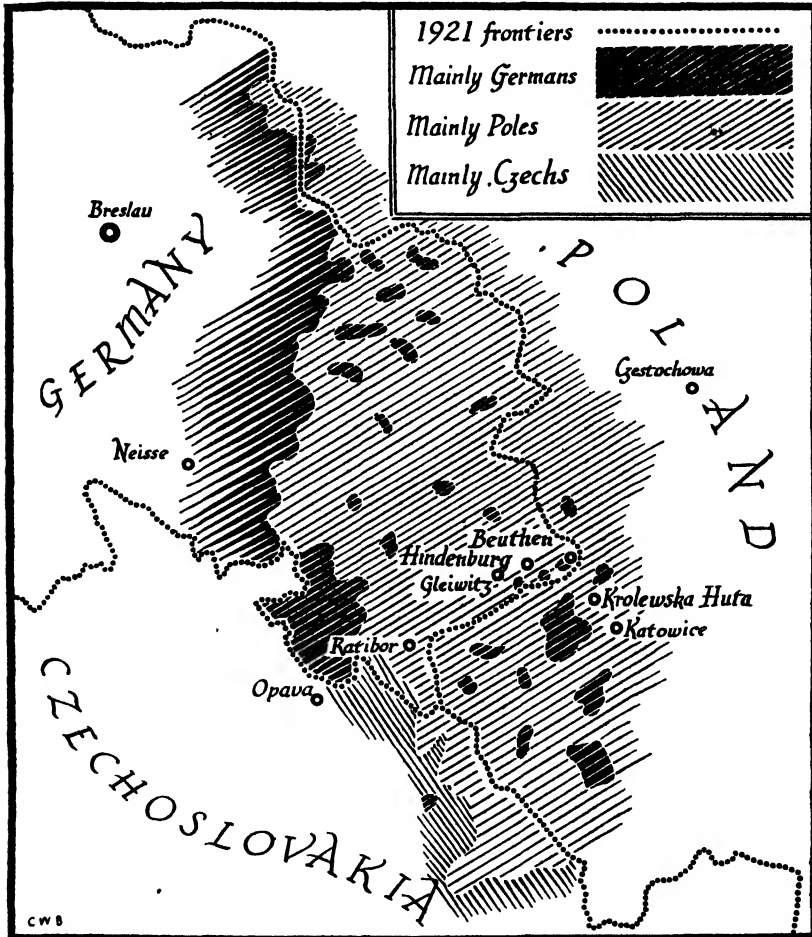 1921 frontiers
Mainly Germans
Mainly Poles
Mainly Czechs
Breslau
GERMANY
POLAND
Czestochowa
Neisse
Beuthen
Hindenburg
Gleiwitz
Krolewska Huta
Katowice
Ratibor
Opava
CZECHOSLOVAKIA
CWB